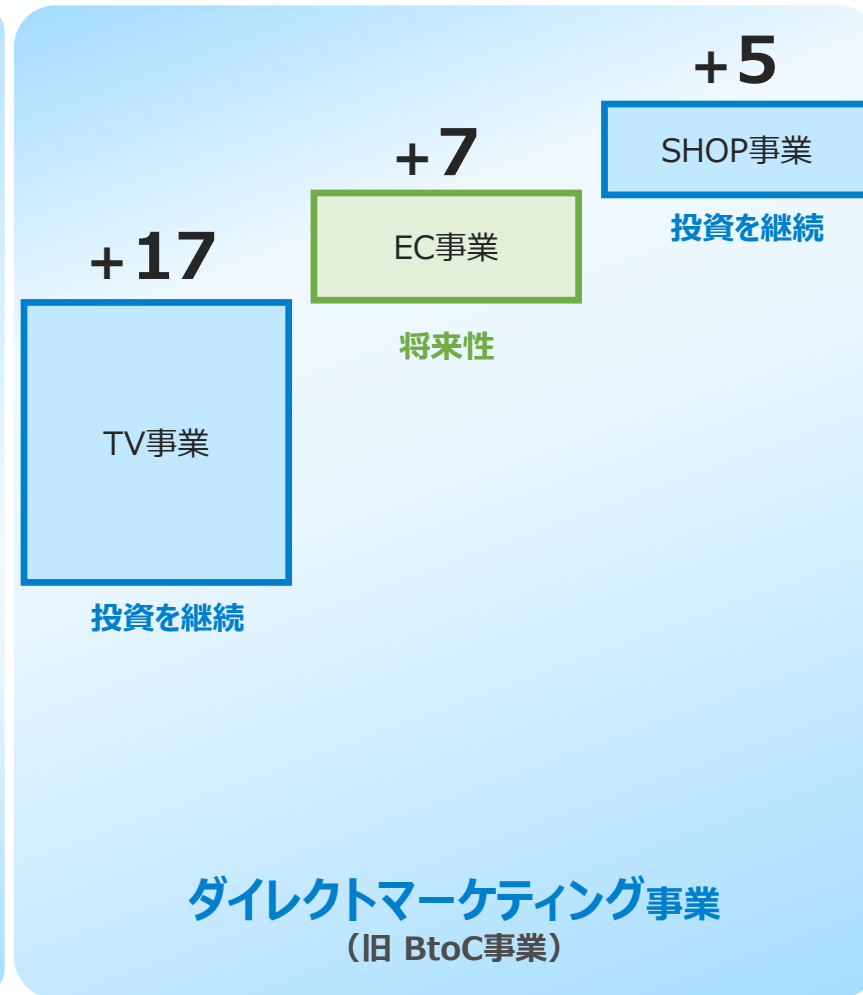 +17
TV事業
投資を継続
+7
EC事業
将来性
+5
SHOP事業
投資を継続
ダイレクトマーケティング事業
（旧 BtoC事業）